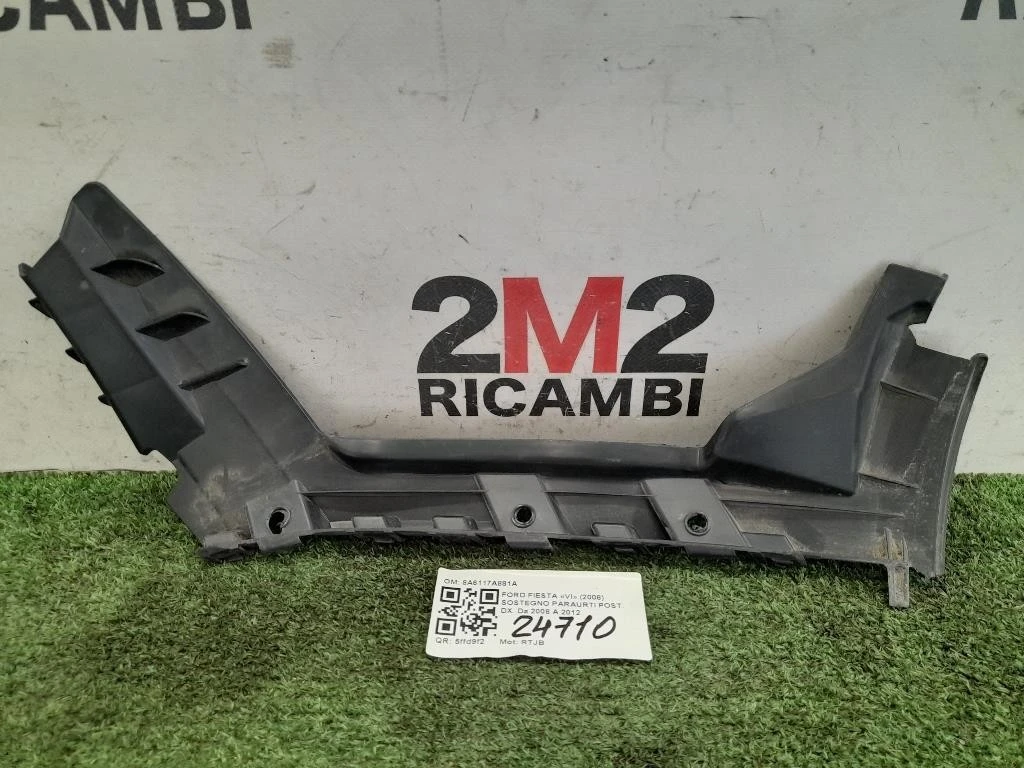 RICAMBI
2M2
RICAMBI
OM: 8A6117A881A
FORD FIESTA «VI» (2008)
SOSTEGNO PARAURTI POST.
DX. Da 2008 A 2012
24710
QR: 5ffd9f2 Mot: RTJB